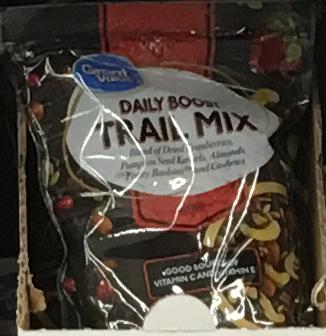 Great Value
DAILY BOOST
TRAIL MIX
Blend of Dried Cranberries,
Pumpkin Seed Kernels, Almonds,
and Cashews
GOOD SOURCE OF
VITAMIN C AND VITAMIN E